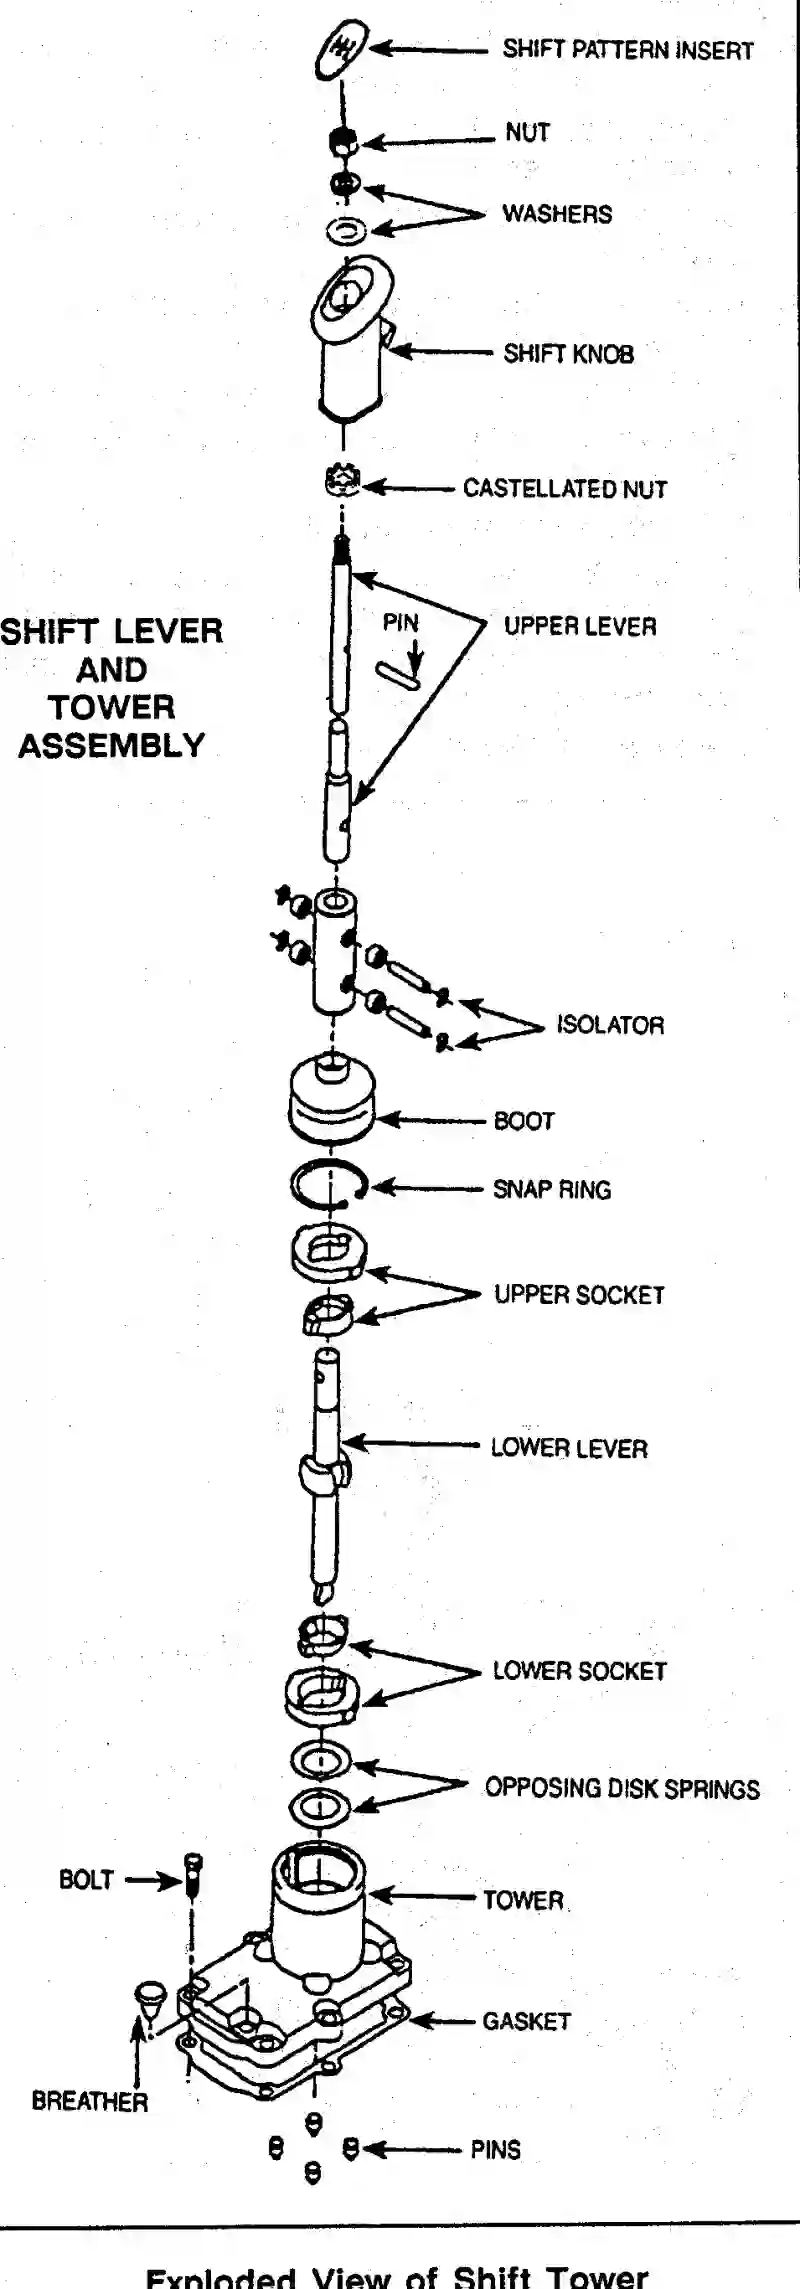 SHIFT PATTERN INSERT
NUT
WASHERS
SHIFT KNOB
CASTELLATED NUT
PIN
UPPER LEVER
SHIFT LEVER
AND
TOWER
ASSEMBLY
ISOLATOR
BOOT
SNAP RING
UPPER SOCKET
LOWER LEVER
LOWER SOCKET
OPPOSING DISK SPRINGS
BOLT
TOWER
GASKET
BREATHER
PINS
Exploded View of Shift Tower